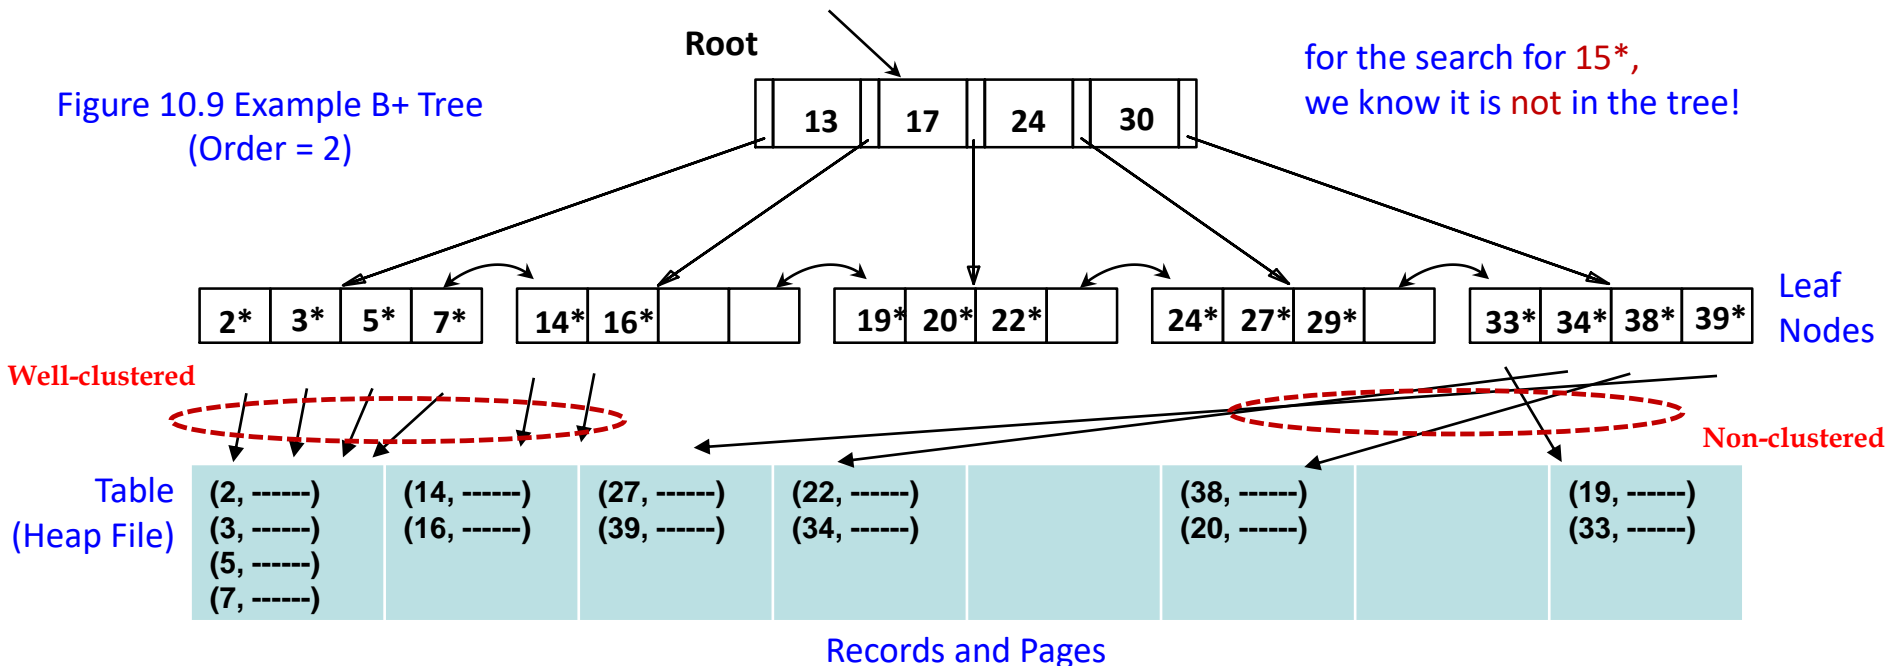 Root
for the search for 15*,
we know it is not in the tree!
Figure 10.9 Example B+ Tree
(Order = 2)
13 17 24 30
2* 3* 5* 7* 14* 16* 19* 20* 22* 24* 27* 29* 33* 34* 38* 39*
Leaf
Nodes
Well-clustered
Non-clustered
Table
(Heap File)
(2, ------) (14, ------) (27, ------) (22, ------) (38, ------) (19, ------)
(3, ------) (16, ------) (39, ------) (34, ------) (20, ------) (33, ------)
(5, ------)
(7, ------)
Records and Pages